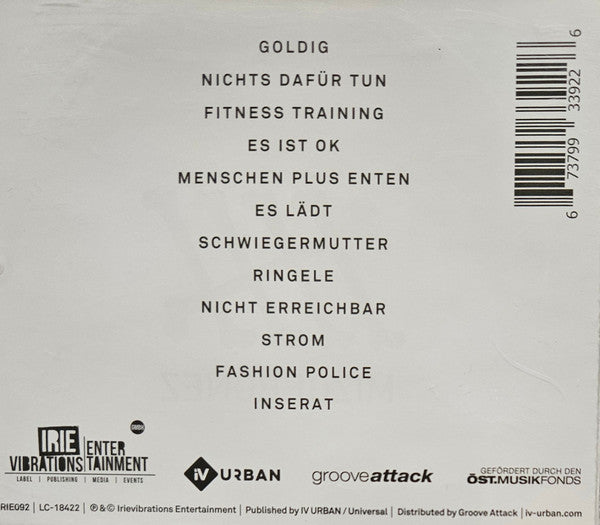 GOLDIG
NICHTS DAFÜR TUN
FITNESS TRAINING
ES IST OK
MENSCHEN PLUS ENTEN
ES LÄDT
SCHWIEGERMUTTER
RINGELE
NICHT ERREICHBAR
STROM
FASHION POLICE
INSERAT
6 73799 33922 6
IRIE VIBRATIONS ENTERTAINMENT
LABEL | PUBLISHING | MEDIA | EVENTS
iV URBAN
grooveattack
GEFÖRDERT DURCH DEN
ÖST.MUSIKFONDS
RIE092 | LC-18422 | ℗&© Irievibrations Entertainment | Published by IV URBAN / Universal | Distributed by Groove Attack | iv-urban.com